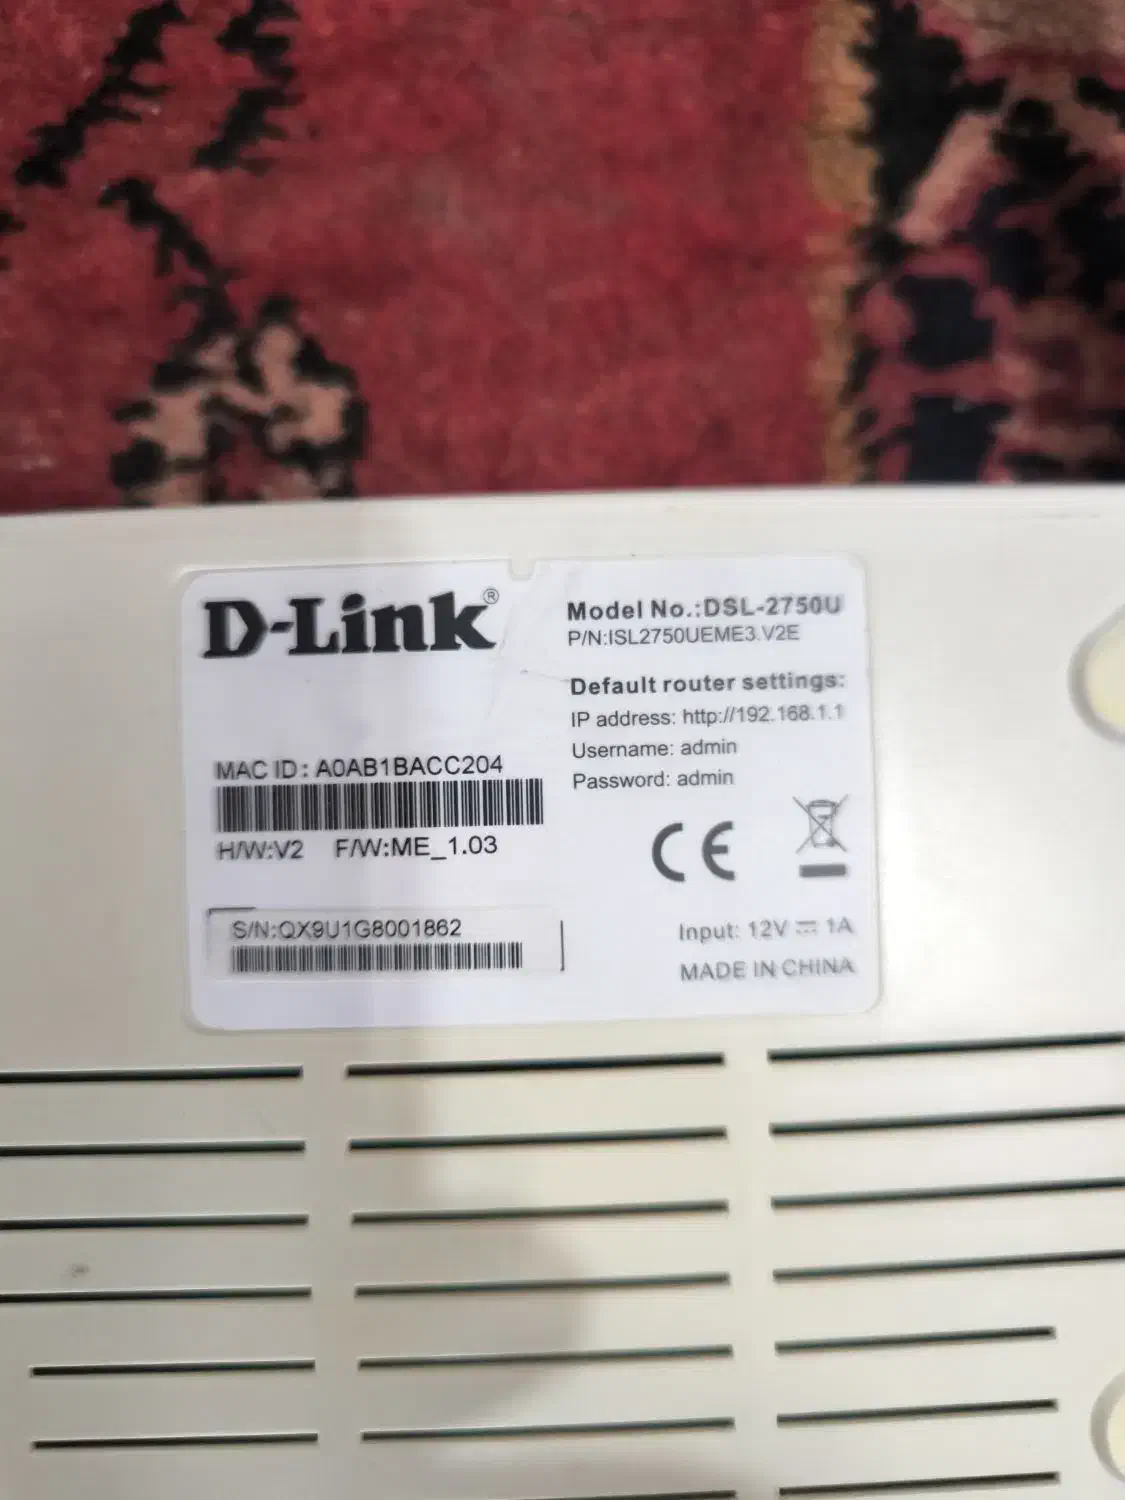 D-Link®
Model No.:DSL-2750U
P/N:ISL2750UEME3.V2E
Default router settings:
IP address: http://192.168.1.1
Username: admin
Password: admin
MAC ID: A0AB1BACC204
H/W:V2 F/W:ME_1.03
CE
S/N:QX9U1G8001862
Input: 12V ⎓ 1A
MADE IN CHINA